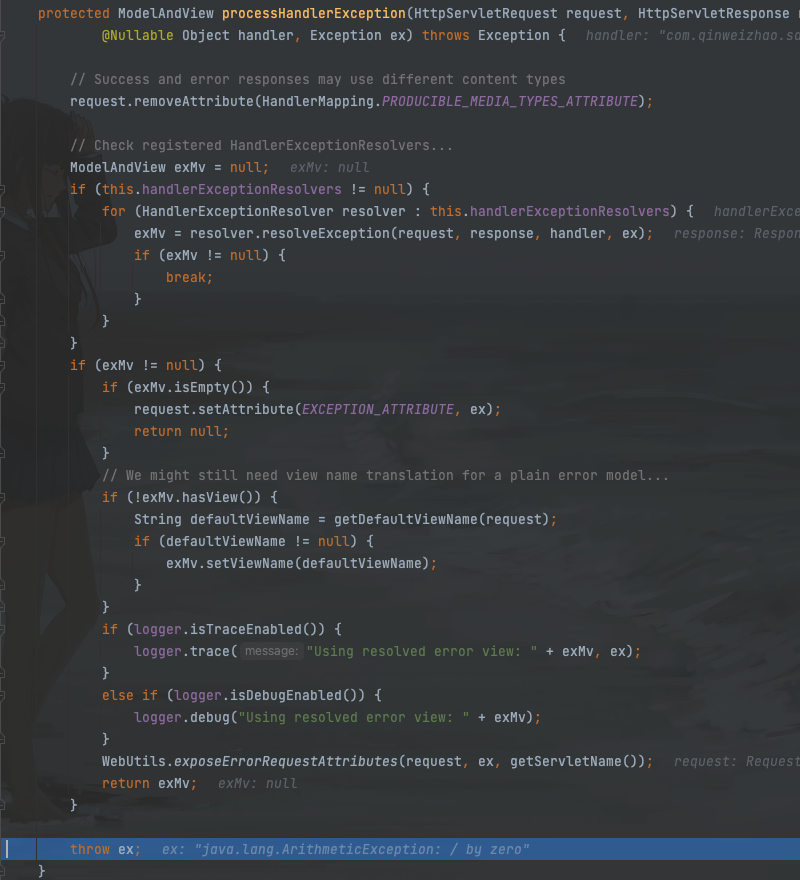 protected ModelAndView processHandlerException(HttpServletRequest request, HttpServletResponse
@Nullable Object handler, Exception ex) throws Exception {   handler: "com.qinweizhao.so
// Success and error responses may use different content types
request.removeAttribute(HandlerMapping.PRODUCIBLE_MEDIA_TYPES_ATTRIBUTE);
// Check registered HandlerExceptionResolvers...
ModelAndView exMv = null;   exMv: null
if (this.handlerExceptionResolvers != null) {
for (HandlerExceptionResolver resolver : this.handlerExceptionResolvers) {   handlerExce
exMv = resolver.resolveException(request, response, handler, ex);   response: Respon
if (exMv != null) {
break;
}
}
}
if (exMv != null) {
if (exMv.isEmpty()) {
request.setAttribute(EXCEPTION_ATTRIBUTE, ex);
return null;
}
// We might still need view name translation for a plain error model...
if (!exMv.hasView()) {
String defaultViewName = getDefaultViewName(request);
if (defaultViewName != null) {
exMv.setViewName(defaultViewName);
}
}
if (logger.isTraceEnabled()) {
logger.trace( message: "Using resolved error view: " + exMv, ex);
}
else if (logger.isDebugEnabled()) {
logger.debug("Using resolved error view: " + exMv);
}
WebUtils.exposeErrorRequestAttributes(request, ex, getServletName());   request: Request
return exMv;   exMv: null
}
throw ex;   ex: "java.lang.ArithmeticException: / by zero"
}